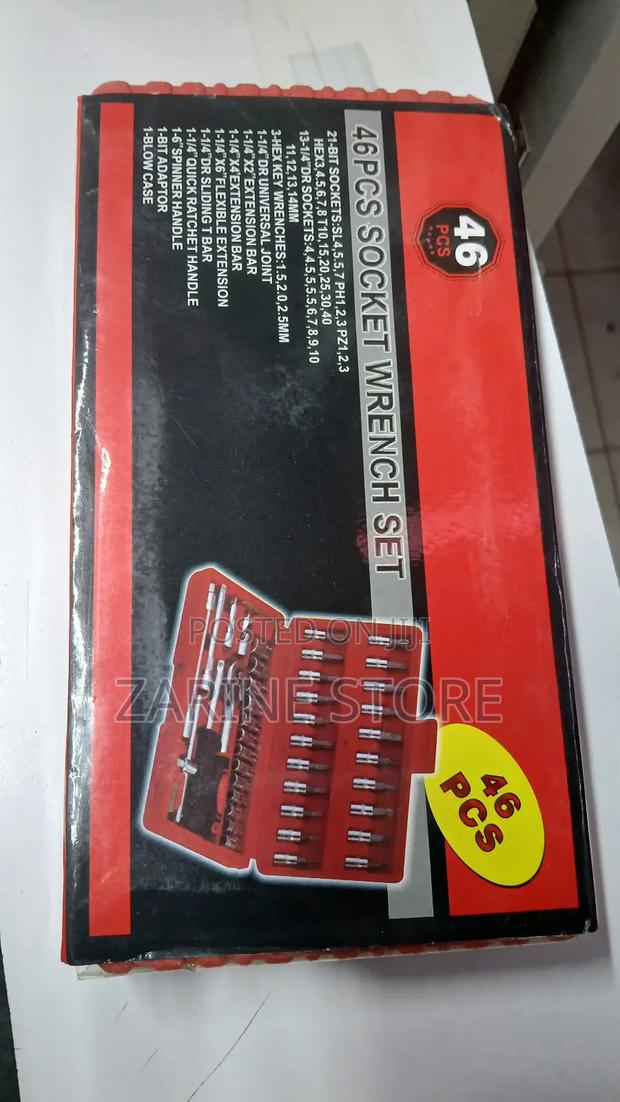 46
PCS
46PCS SOCKET WRENCH SET
21-BIT SOCKETS:SL4,5.5,7 PH1,2,3 PZ1,2,3
HEX3,4,5,6,7,8 T10,15,20,25,30,40
13-1/4"DR SOCKETS:4,4.5,5,5.5,6,7,8,9,10
11,12,13,14MM
3-HEX KEY WRENCHES:1.5,2.0,2.5MM
1-1/4"DR UNIVERSAL JOINT
1-1/4"X2"EXTENSION BAR
1-1/4"X4"EXTENSION BAR
1-1/4"X6"FLEXIBLE EXTENSION
1-1/4"DR SLIDING T BAR
1-1/4"QUICK RATCHET HANDLE
1-6"SPINNER HANDLE
1-BIT ADAPTOR
1-BLOW CASE
46
PCS
POSTED ON JIJI
ZARINE STORE